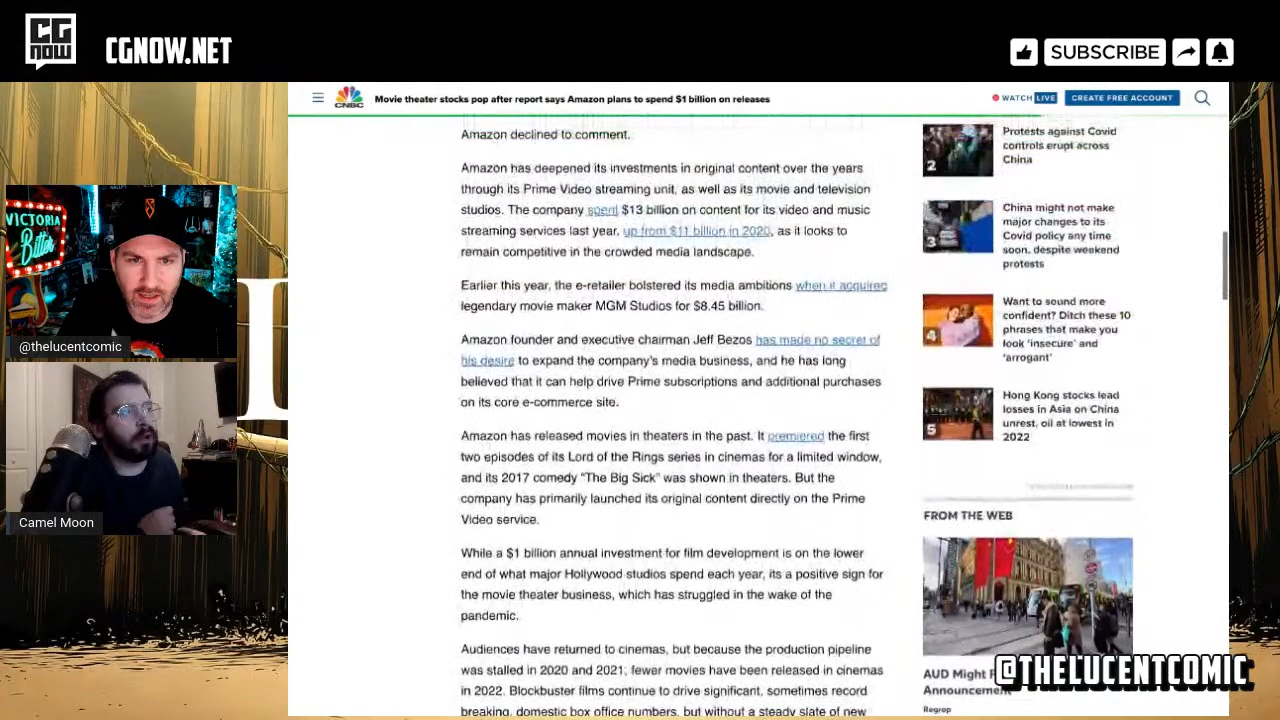 CG
NOW
CGNOW.NET
SUBSCRIBE
CNBC
Movie theater stocks pop after report says Amazon plans to spend $1 billion on releases
WATCH LIVE
CREATE FREE ACCOUNT
Amazon declined to comment.
Amazon has deepened its investments in original content over the years
through its Prime Video streaming unit, as well as its movie and television
studios. The company spent $13 billion on content for its video and music
streaming services last year, up from $11 billion in 2020, as it looks to
remain competitive in the crowded media landscape.
Earlier this year, the e-retailer bolstered its media ambitions when it acquired
legendary movie maker MGM Studios for $8.45 billion.
Amazon founder and executive chairman Jeff Bezos has made no secret of
his desire to expand the company's media business, and he has long
believed that it can help drive Prime subscriptions and additional purchases
on its core e-commerce site.
Amazon has released movies in theaters in the past. It premiered the first
two episodes of its Lord of the Rings series in cinemas for a limited window,
and its 2017 comedy "The Big Sick" was shown in theaters. But the
company has primarily launched its original content directly on the Prime
Video service.
While a $1 billion annual investment for film development is on the lower
end of what major Hollywood studios spend each year, its a positive sign for
the movie theater business, which has struggled in the wake of the
pandemic.
Audiences have returned to cinemas, but because the production pipeline
was stalled in 2020 and 2021, fewer movies have been released in cinemas
in 2022. Blockbuster films continue to drive significant, sometimes record
breaking, domestic box office numbers, but without a steady slate of new
2
Protests against Covid
controls erupt across
China
3
China might not make
major changes to its
Covid policy any time
soon, despite weekend
protests
4
Want to sound more
confident? Ditch these 10
phrases that make you
look 'insecure' and
'arrogant'
5
Hong Kong stocks lead
losses in Asia on China
unrest, oil at lowest in
2022
FROM THE WEB
AUD Might
Announcement
Regrop
VICTORIA
Bitter
@thelucentcomic
Camel Moon
@THELUCENTCOMIC